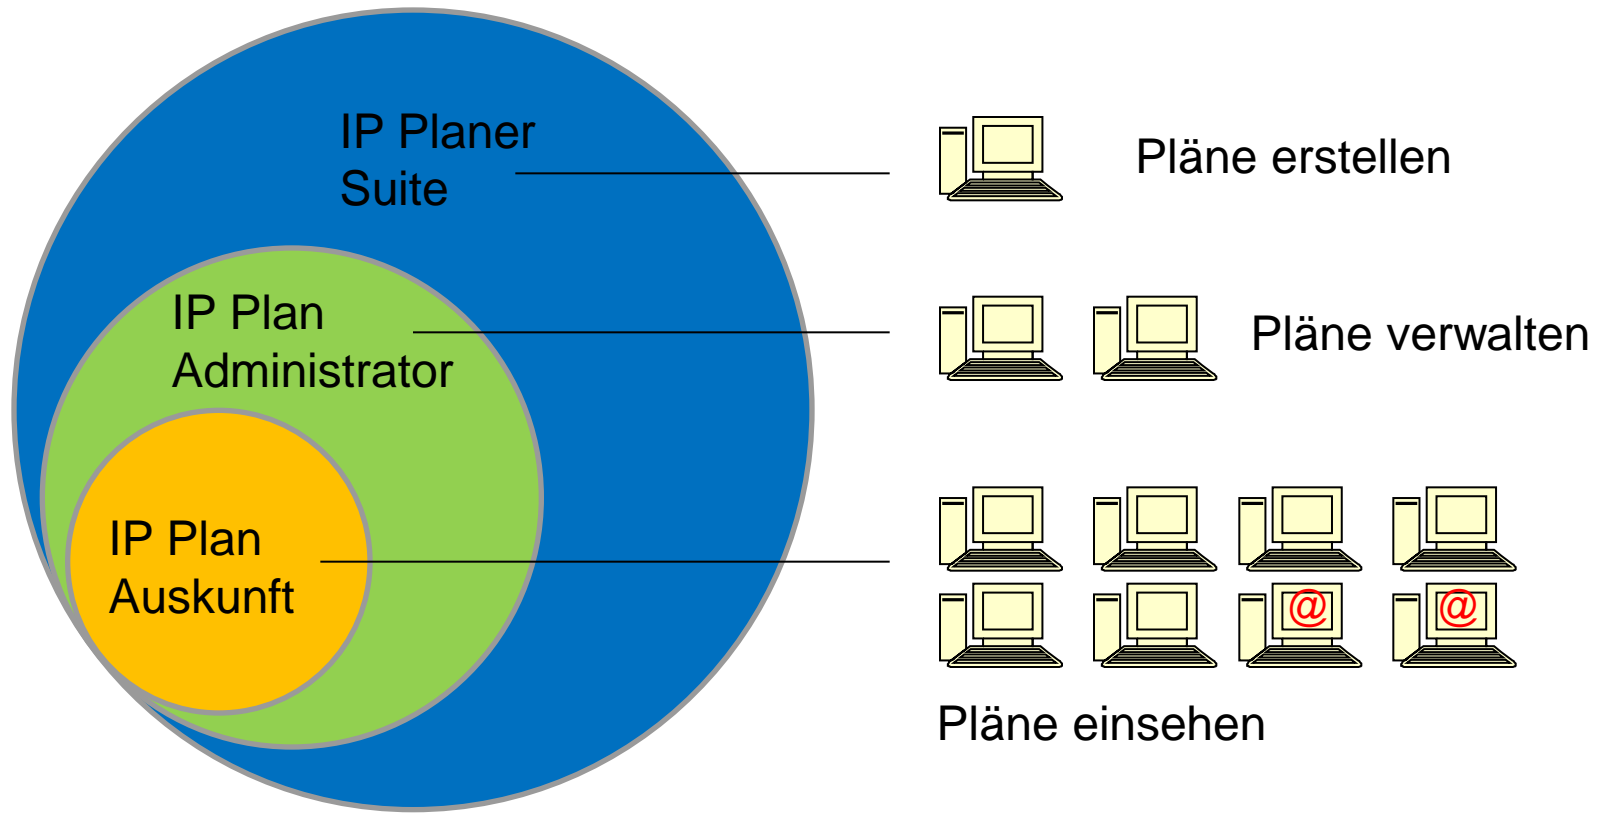 IP Planer
Suite
Pläne erstellen
IP Plan
Administrator
Pläne verwalten
IP Plan
Auskunft
@ @
Pläne einsehen